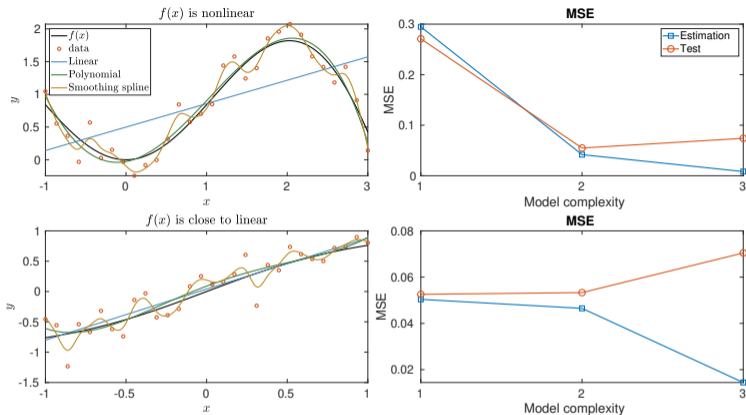 f(x) is nonlinear
2
1.5
1
0.5
0
y
-1
0
1
2
3
x
f(x)
data
Linear
Polynomial
Smoothing spline
MSE
0.3
0.2
0.1
0
MSE
1
2
3
Model complexity
Estimation
Test
f(x) is close to linear
1
0.5
0
-0.5
-1
-1.5
y
-1
-0.5
0
0.5
1
x
MSE
0.08
0.06
0.04
0.02
MSE
1
2
3
Model complexity